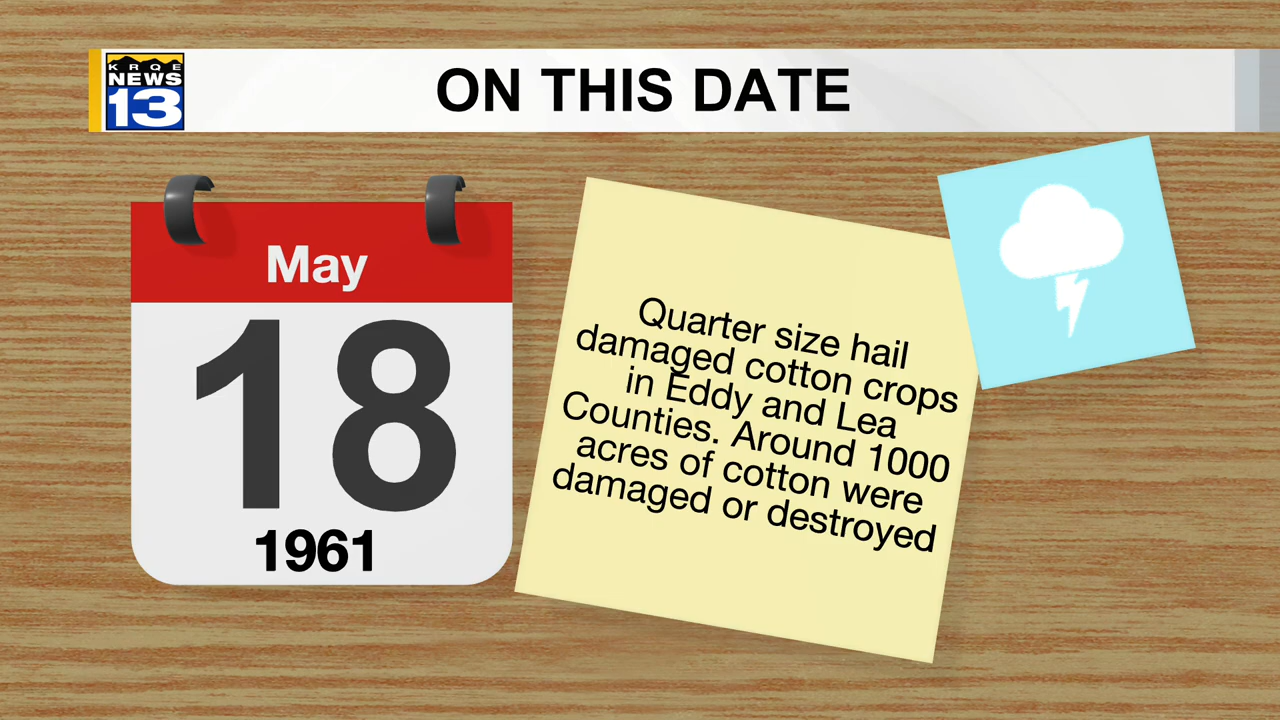 KRQE
NEWS
13
ON THIS DATE
May
18
1961
Quarter size hail
damaged cotton crops
in Eddy and Lea
Counties. Around 1000
acres of cotton were
damaged or destroyed